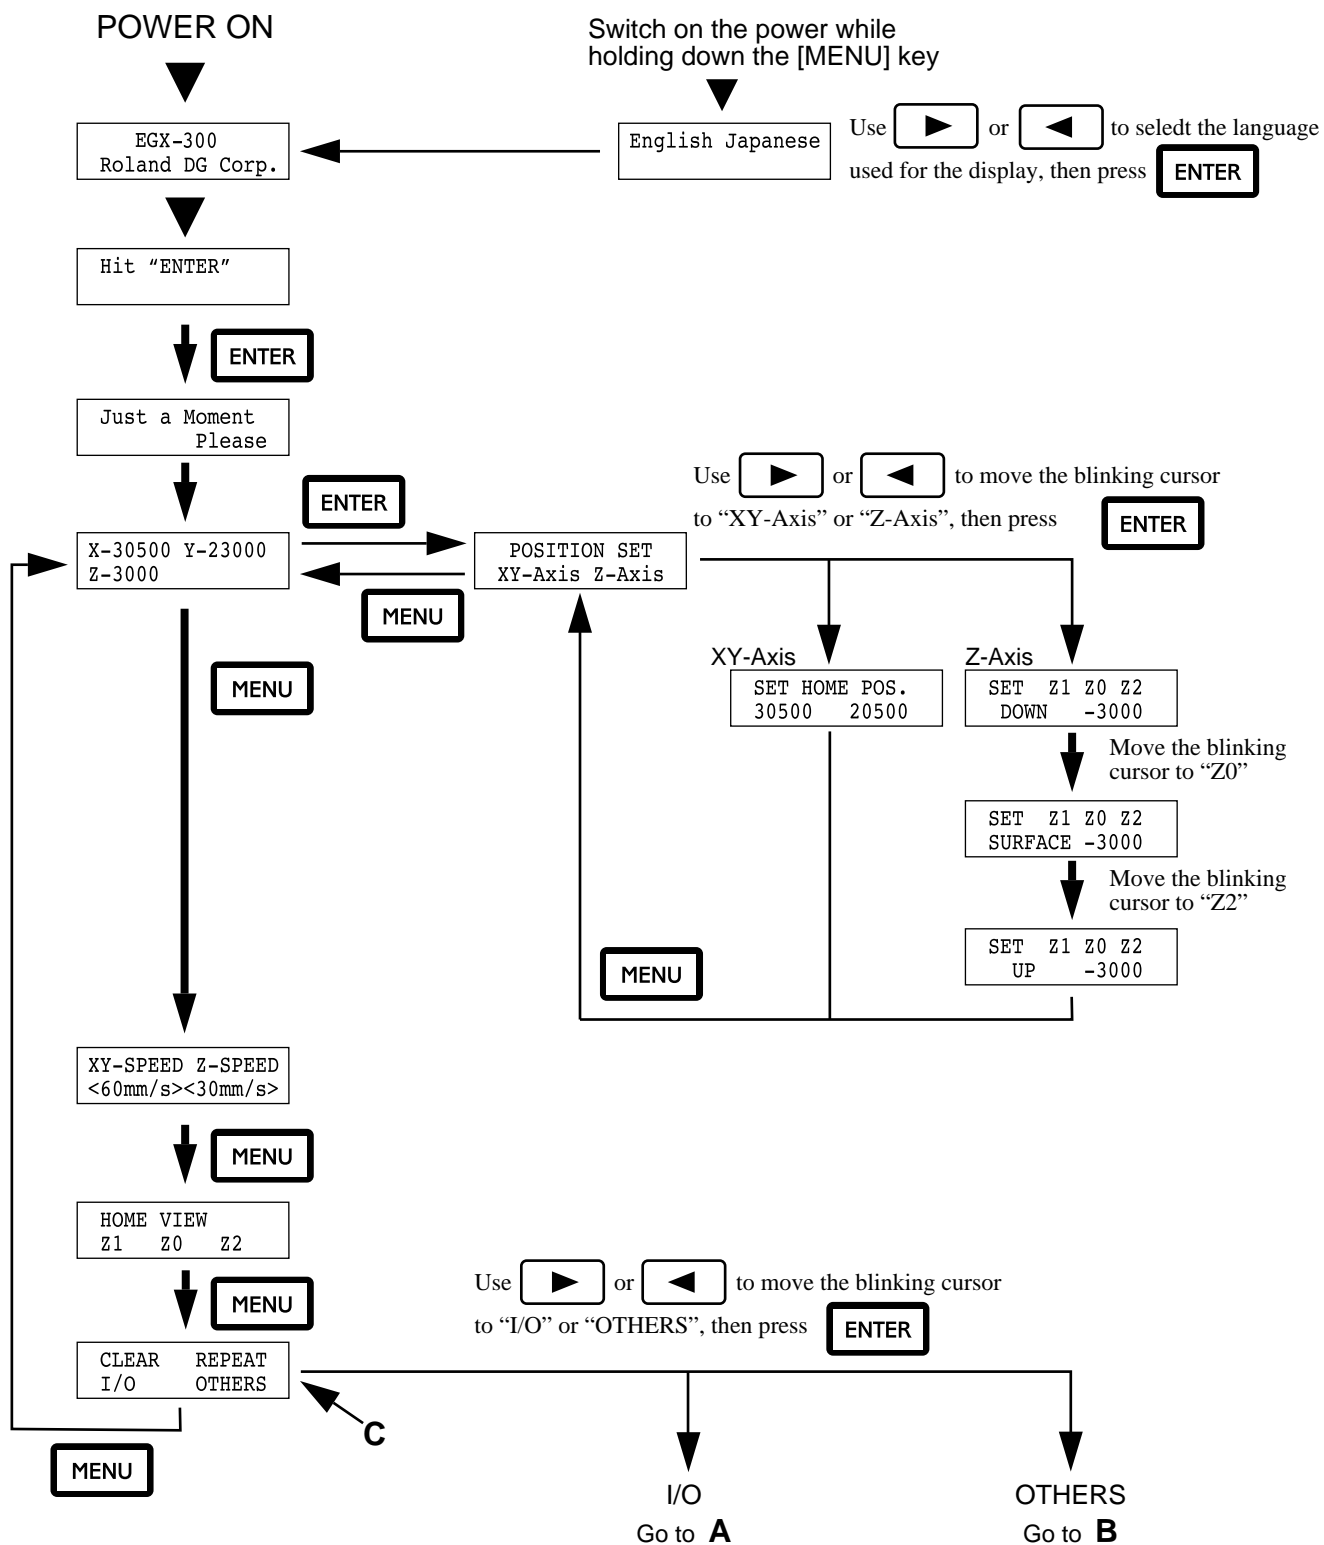 POWER ON
Switch on the power while
holding down the [MENU] key
EGX-300
Roland DG Corp.
English Japanese
Use or to seledt the language
used for the display, then press ENTER
Hit “ENTER”
ENTER
Just a Moment
Please
ENTER
Use or to move the blinking cursor
to “XY-Axis” or “Z-Axis”, then press ENTER
X-30500 Y-23000
Z-3000
POSITION SET
XY-Axis Z-Axis
MENU
MENU
XY-Axis
SET HOME POS.
30500 20500
Z-Axis
SET Z1 Z0 Z2
DOWN -3000
Move the blinking
cursor to “Z0”
SET Z1 Z0 Z2
SURFACE -3000
Move the blinking
cursor to “Z2”
SET Z1 Z0 Z2
UP -3000
MENU
XY-SPEED Z-SPEED
<60mm/s><30mm/s>
MENU
HOME VIEW
Z1 Z0 Z2
MENU
Use or to move the blinking cursor
to “I/O” or “OTHERS”, then press ENTER
CLEAR REPEAT
I/O OTHERS
C
MENU
I/O
Go to A
OTHERS
Go to B